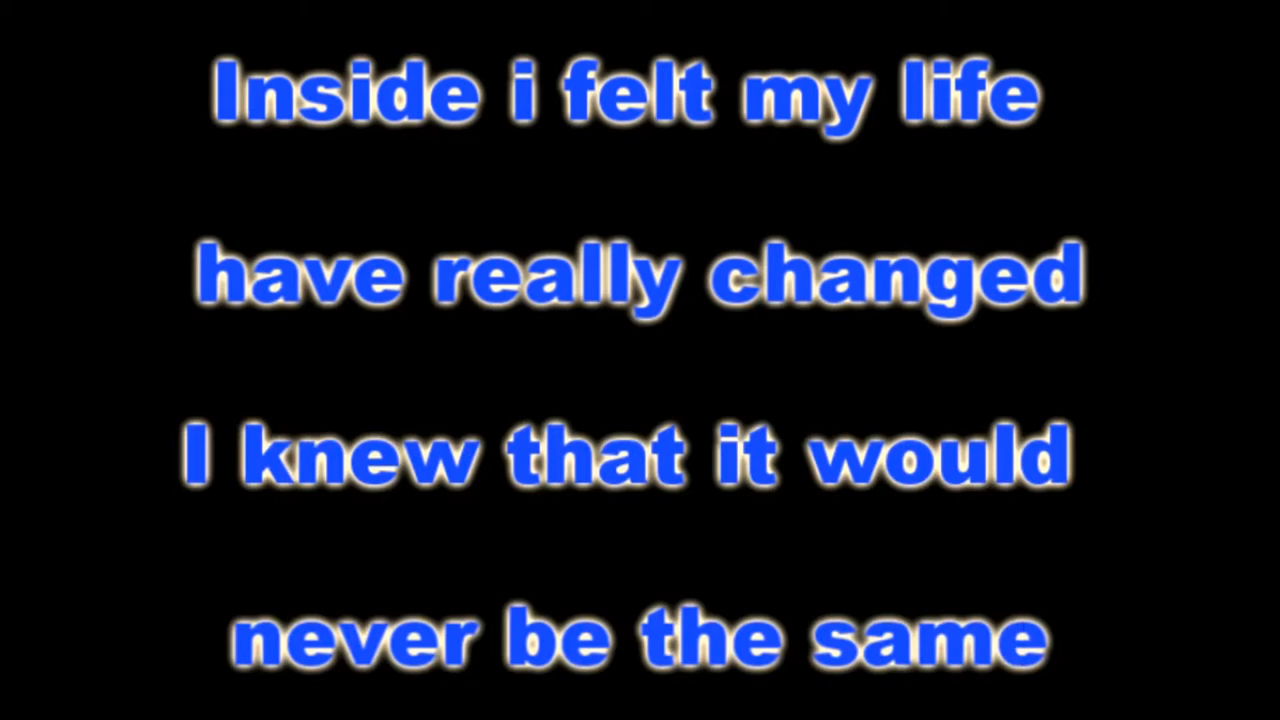 Inside i felt my life
have really changed
I knew that it would
never be the same